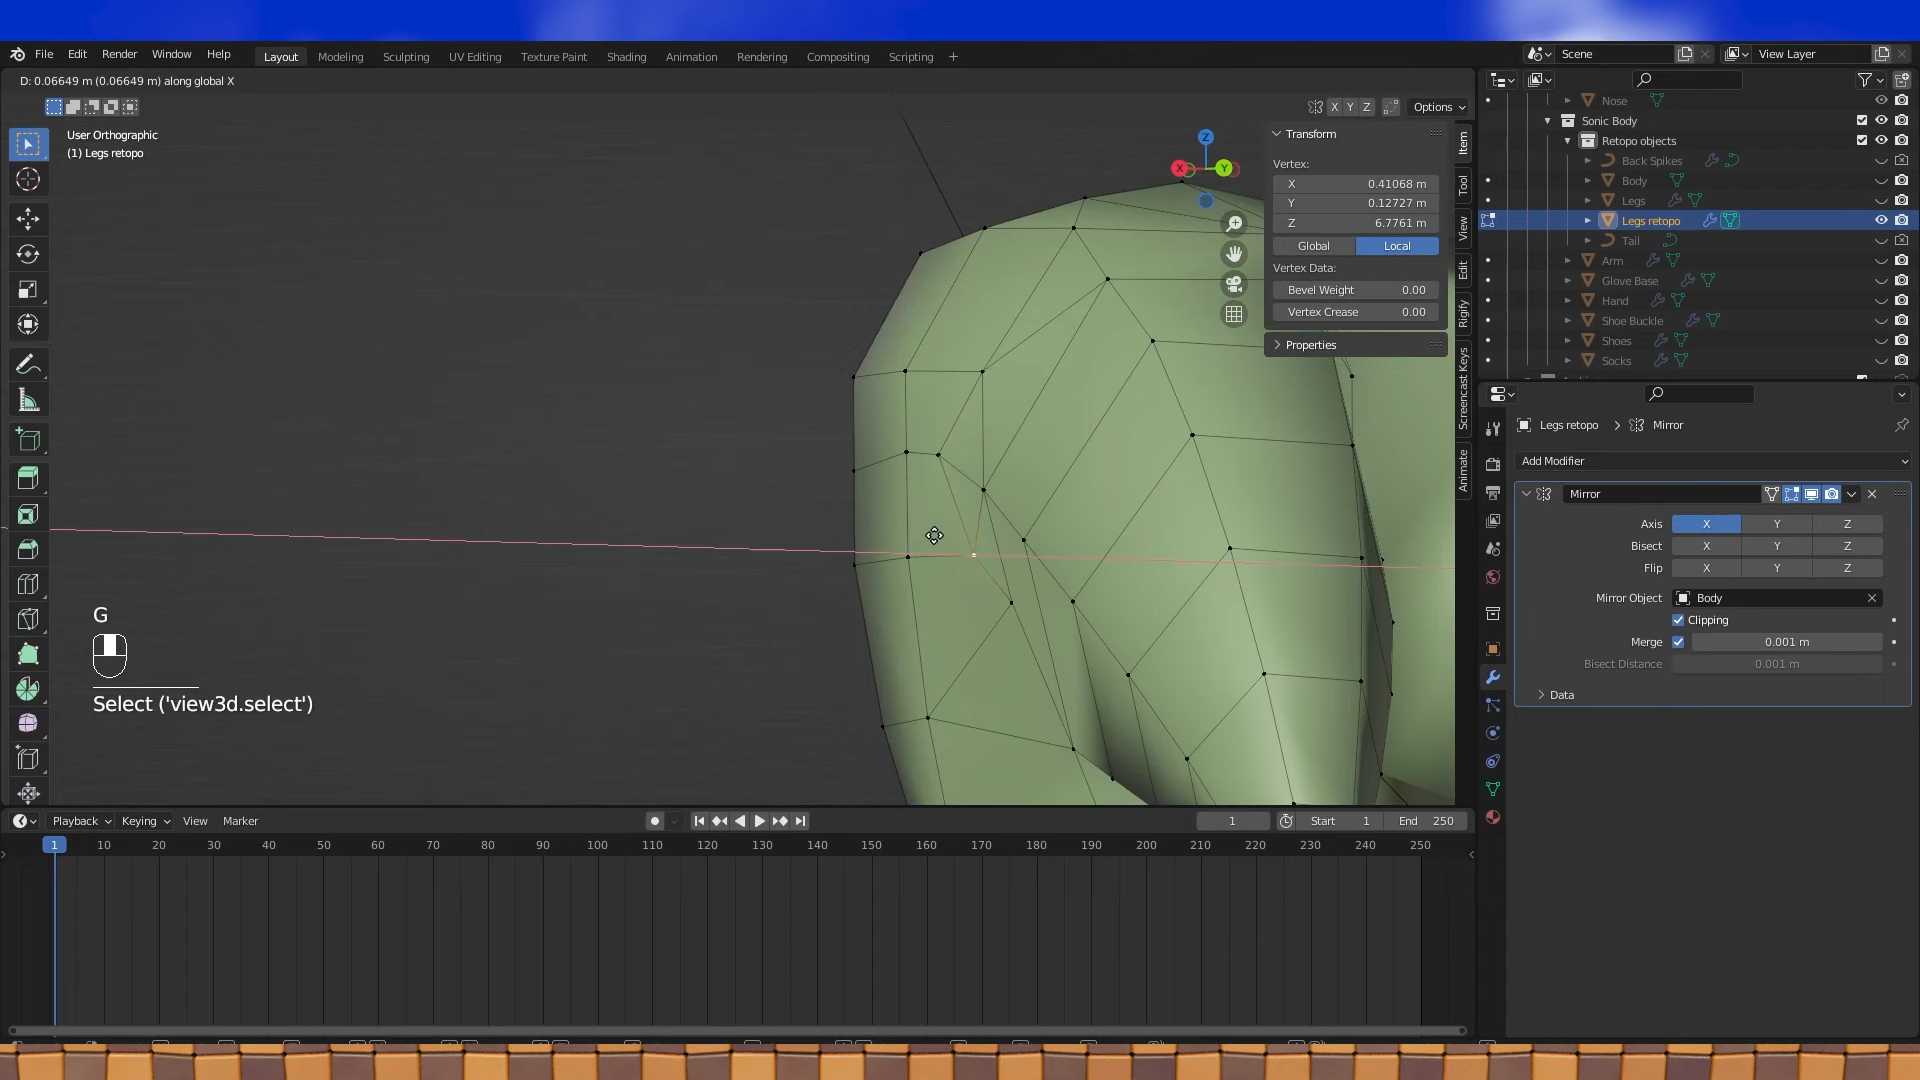 File Edit Render Window Help Layout Modeling Sculpting UV Editing Texture Paint Shading Animation Rendering Compositing Scripting + Scene View Layer
D: 0.06649 m (0.06649 m) along global X
X Y Z Options
User Orthographic
(1) Legs retopo
Z
X Y
Transform
Vertex:
X 0.41068 m
Y 0.12727 m
Z 6.7761 m
Global Local
Vertex Data:
Bevel Weight 0.00
Vertex Crease 0.00
Properties
Item
Tool
View
Edit
Rigify
Screencast Keys
Animate
Nose
Sonic Body
Retopo objects
Back Spikes
Body
Legs
Legs retopo
Tail
Arm
Glove Base
Hand
Shoe Buckle
Shoes
Socks
Legs retopo > Mirror
Add Modifier
Mirror
Axis X Y Z
Bisect X Y Z
Flip X Y Z
Mirror Object Body
Clipping
Merge 0.001 m
Bisect Distance 0.001 m
Data
G
Select ('view3d.select')
Playback Keying View Marker 1 Start 1 End 250
1 10 20 30 40 50 60 70 80 90 100 110 120 130 140 150 160 170 180 190 200 210 220 230 240 250